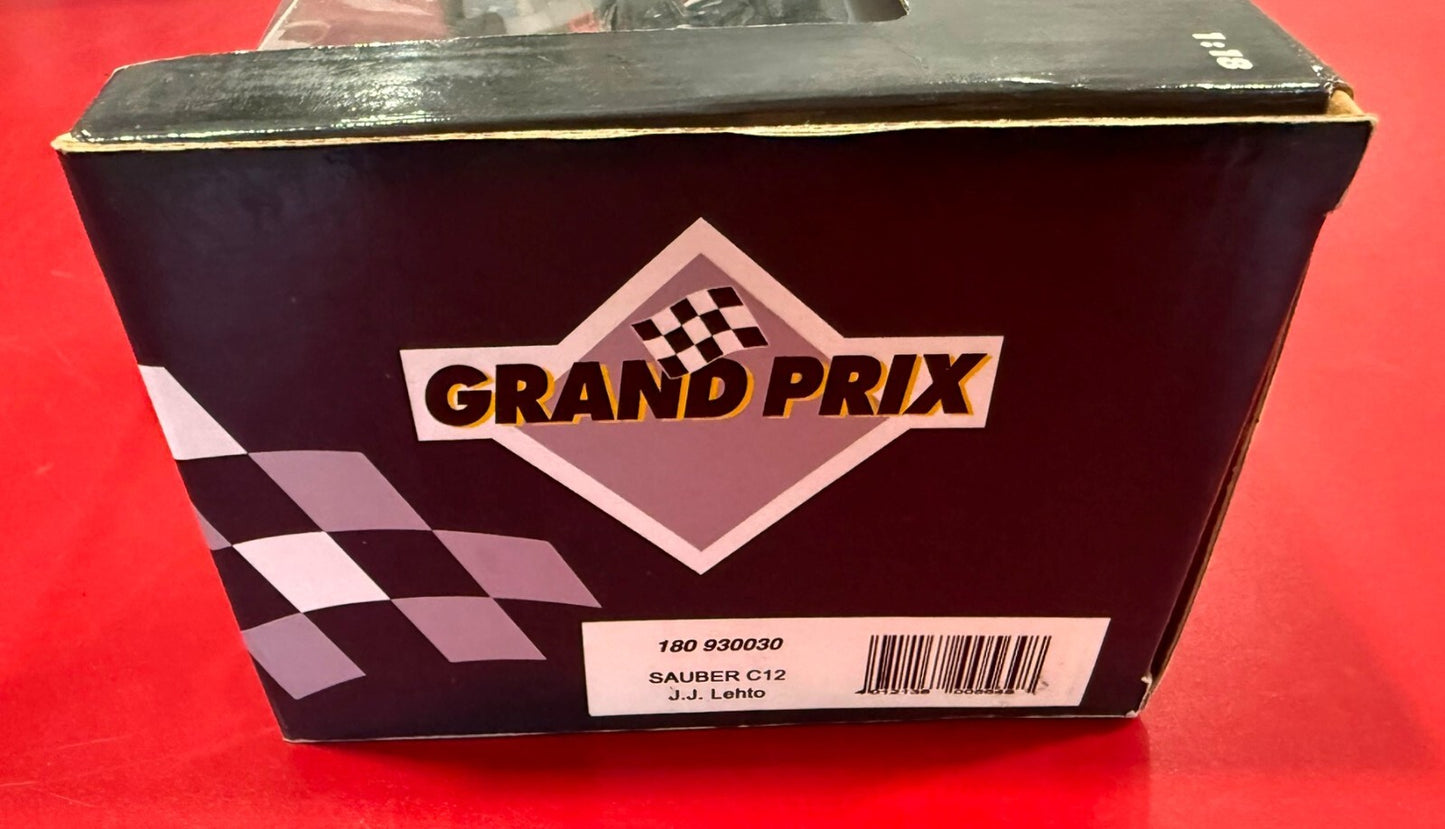 1:18
GRAND PRIX
180 930030
SAUBER C12
J.J. Lehto